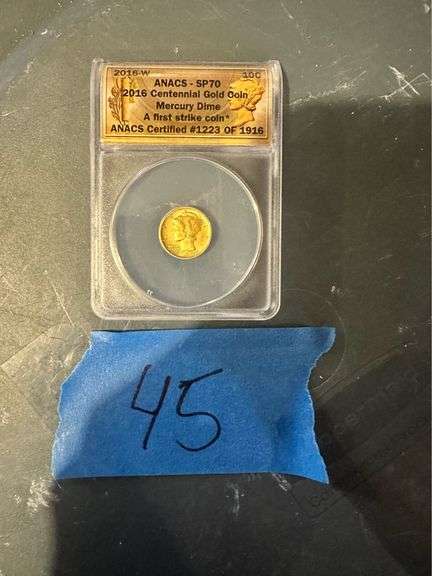 2016-W 10C
ANACS - SP70
2016 Centennial Gold Coin
Mercury Dime
A first strike coin*
ANACS Certified #1223 OF 1916
45